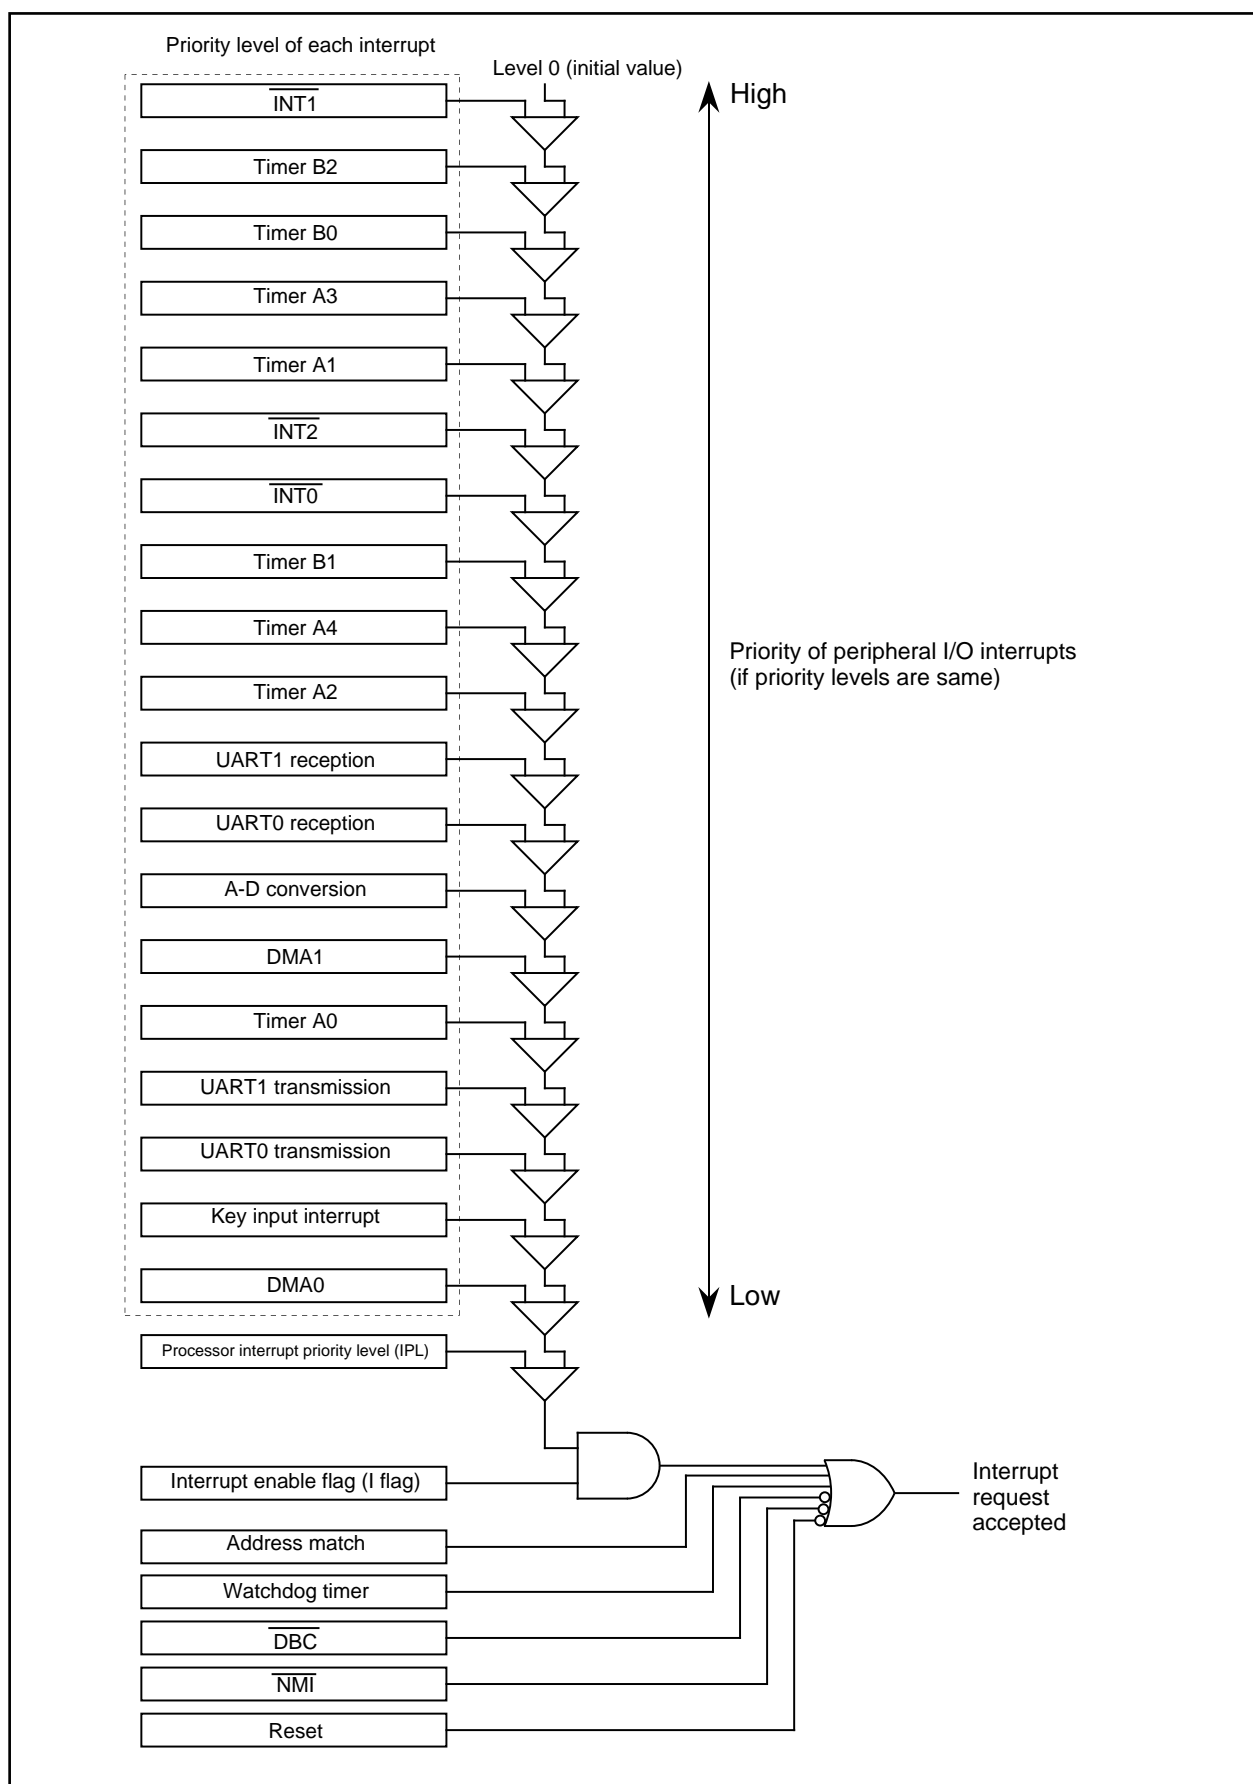 Priority level of each interrupt
Level 0 (initial value)
High
INT1
Timer B2
Timer B0
Timer A3
Timer A1
INT2
INT0
Timer B1
Timer A4
Priority of peripheral I/O interrupts
(if priority levels are same)
Timer A2
UART1 reception
UART0 reception
A-D conversion
DMA1
Timer A0
UART1 transmission
UART0 transmission
Key input interrupt
DMA0
Low
Processor interrupt priority level (IPL)
Interrupt enable flag (I flag)
Interrupt
request
accepted
Address match
Watchdog timer
DBC
NMI
Reset